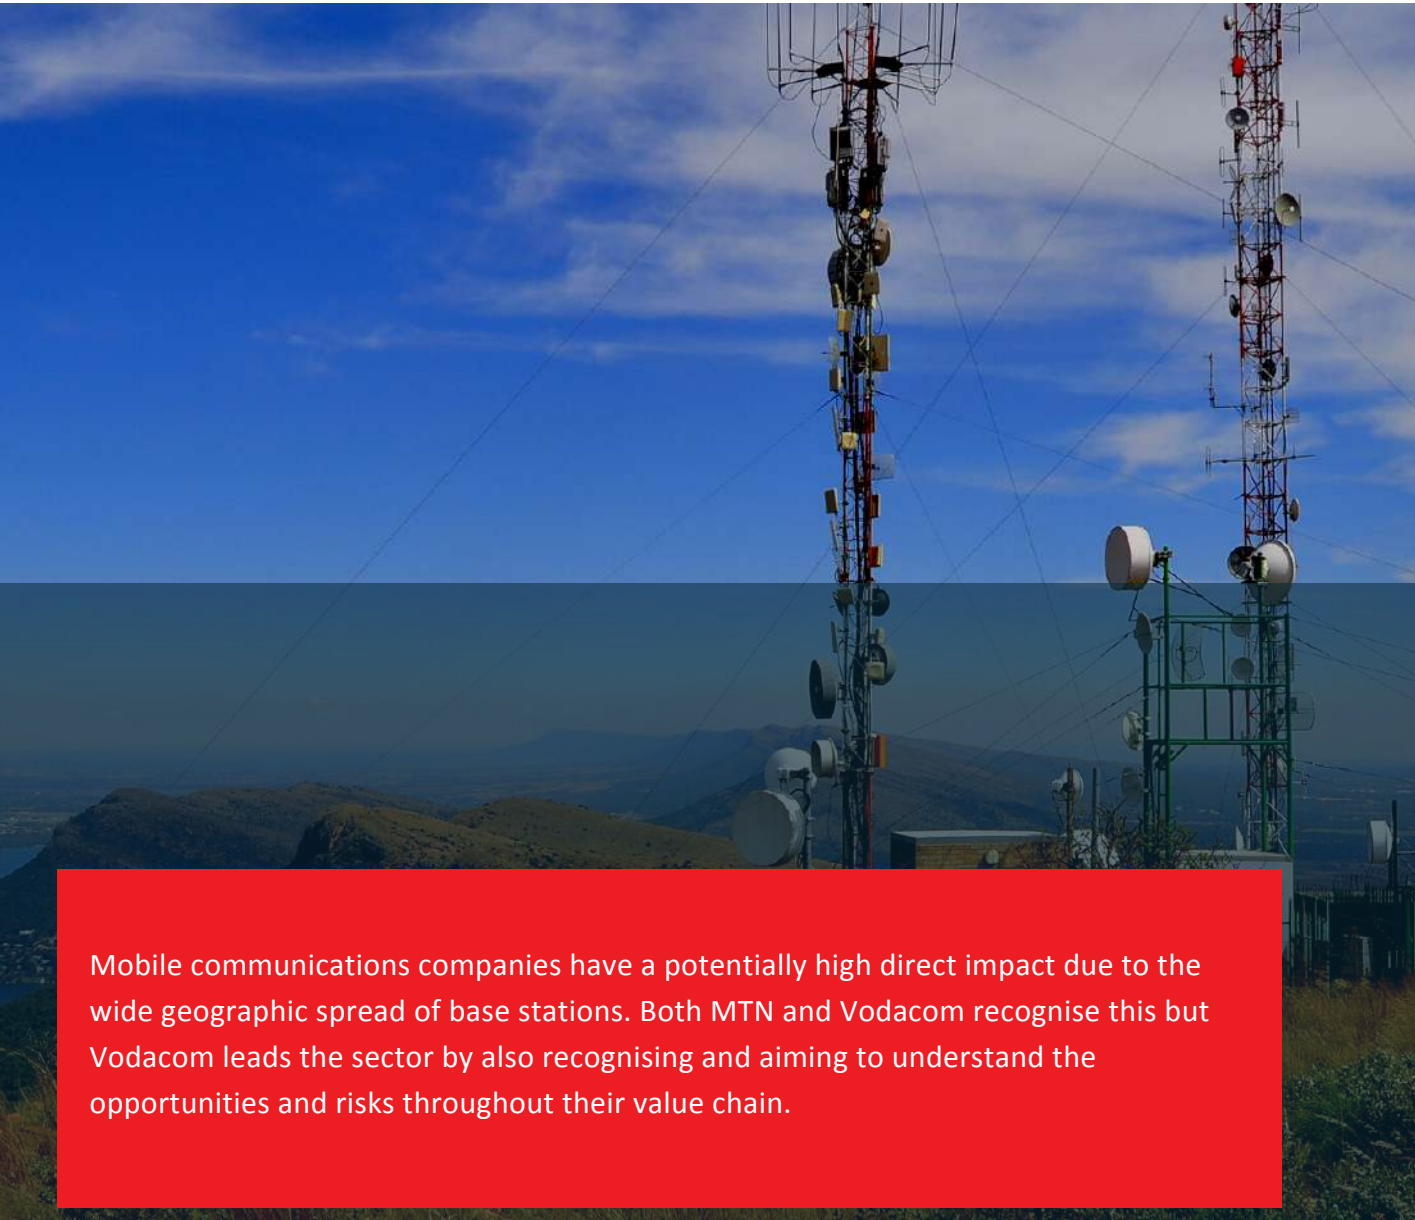 Mobile communications companies have a potentially high direct impact due to the
wide geographic spread of base stations. Both MTN and Vodacom recognise this but
Vodacom leads the sector by also recognising and aiming to understand the
opportunities and risks throughout their value chain.